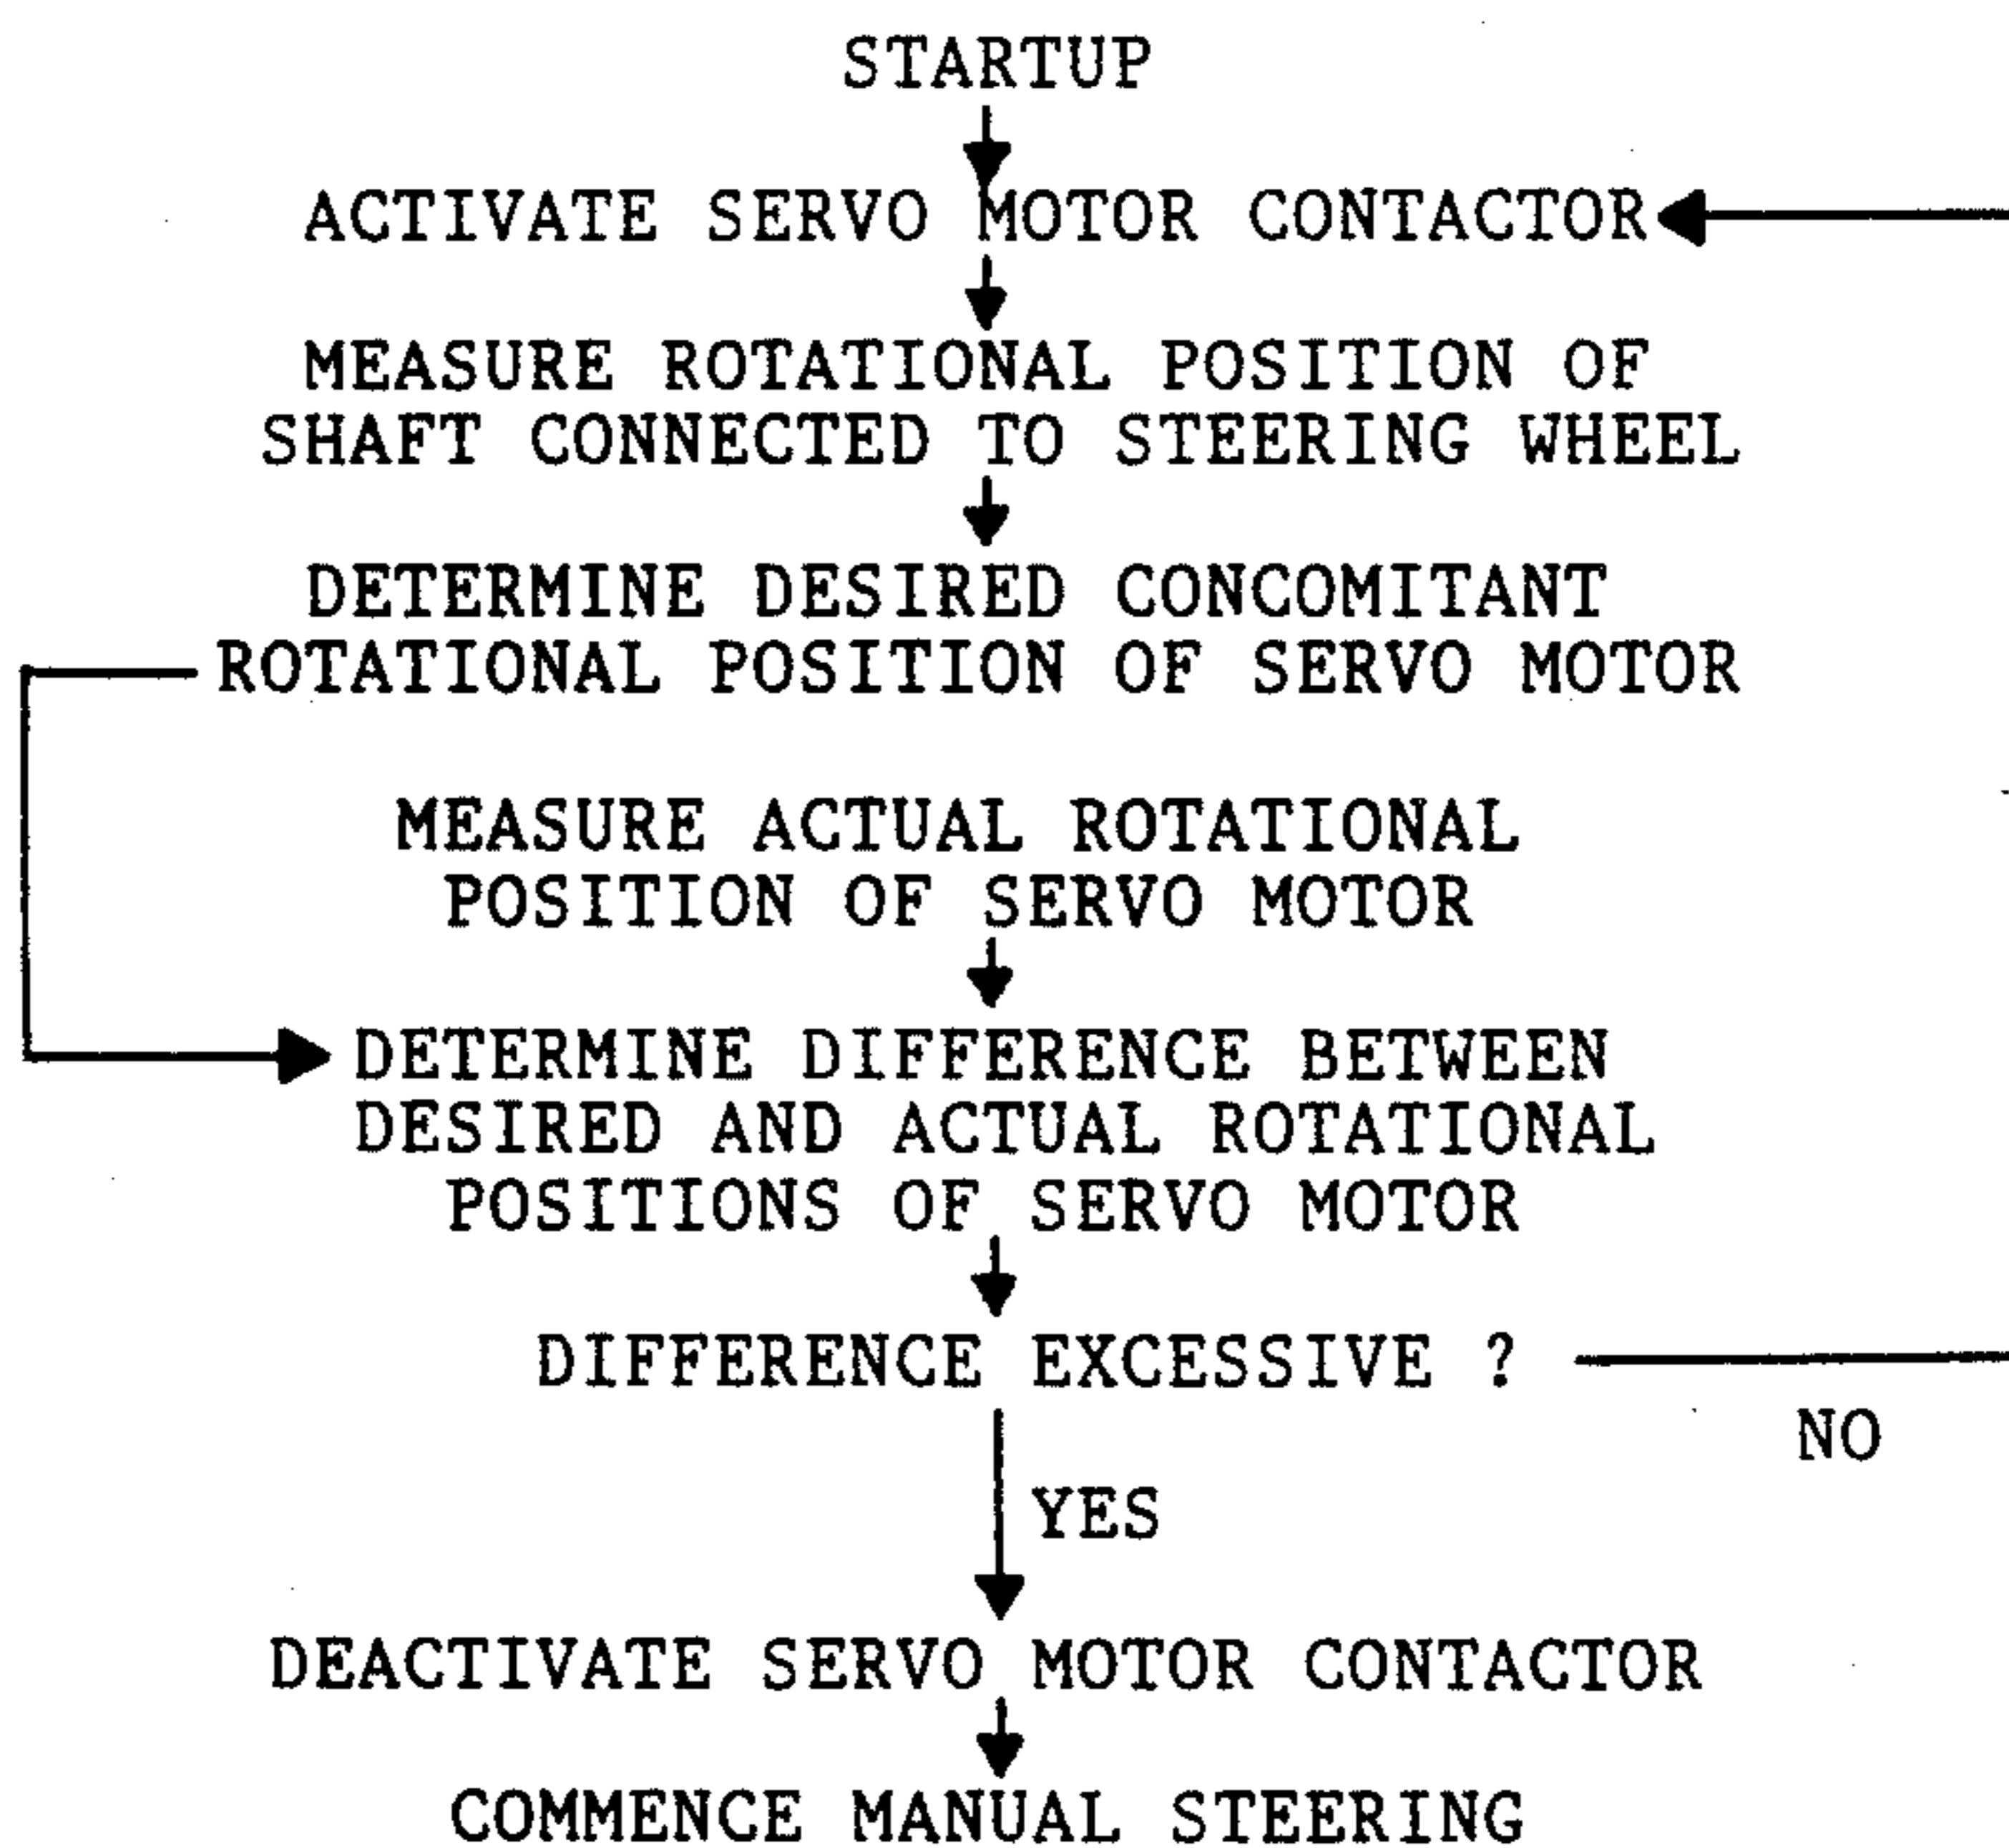 STARTUP
ACTIVATE SERVO MOTOR CONTACTOR
MEASURE ROTATIONAL POSITION OF
SHAFT CONNECTED TO STEERING WHEEL
DETERMINE DESIRED CONCOMITANT
ROTATIONAL POSITION OF SERVO MOTOR
MEASURE ACTUAL ROTATIONAL
POSITION OF SERVO MOTOR
DETERMINE DIFFERENCE BETWEEN
DESIRED AND ACTUAL ROTATIONAL
POSITIONS OF SERVO MOTOR
DIFFERENCE EXCESSIVE ?
NO
YES
DEACTIVATE SERVO MOTOR CONTACTOR
COMMENCE MANUAL STEERING